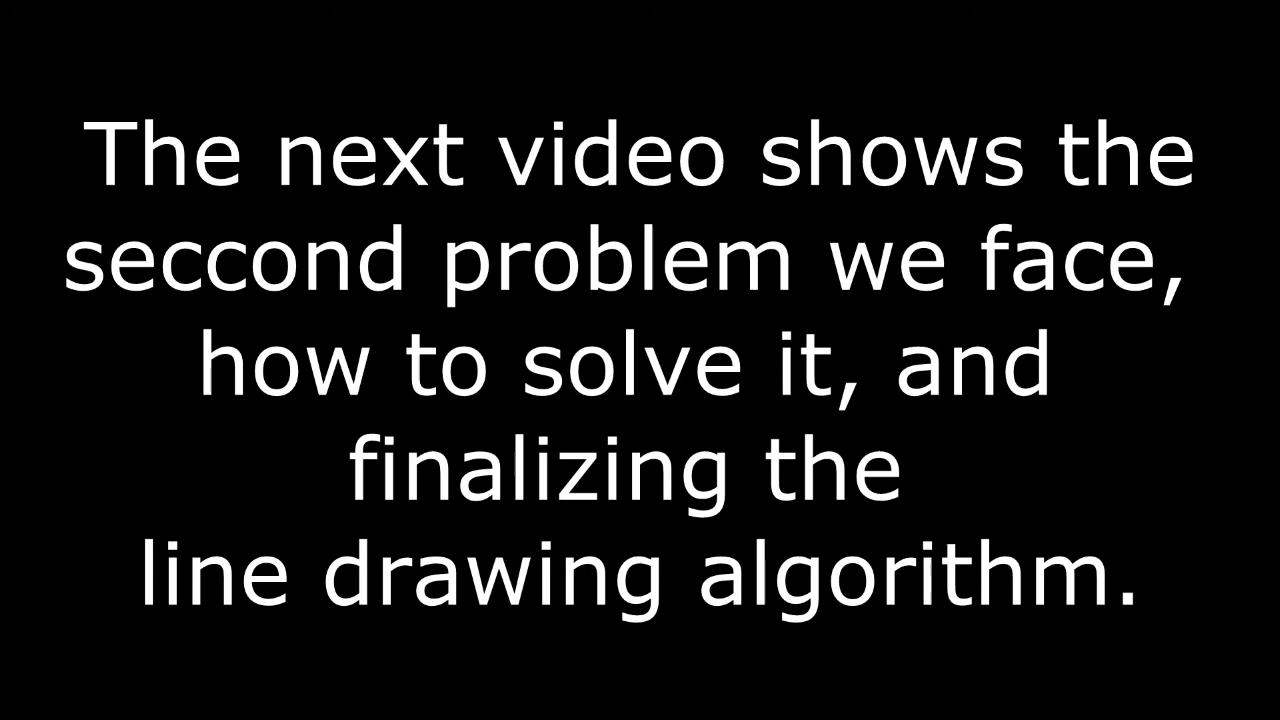 The next video shows the
seccond problem we face,
how to solve it, and
finalizing the
line drawing algorithm.